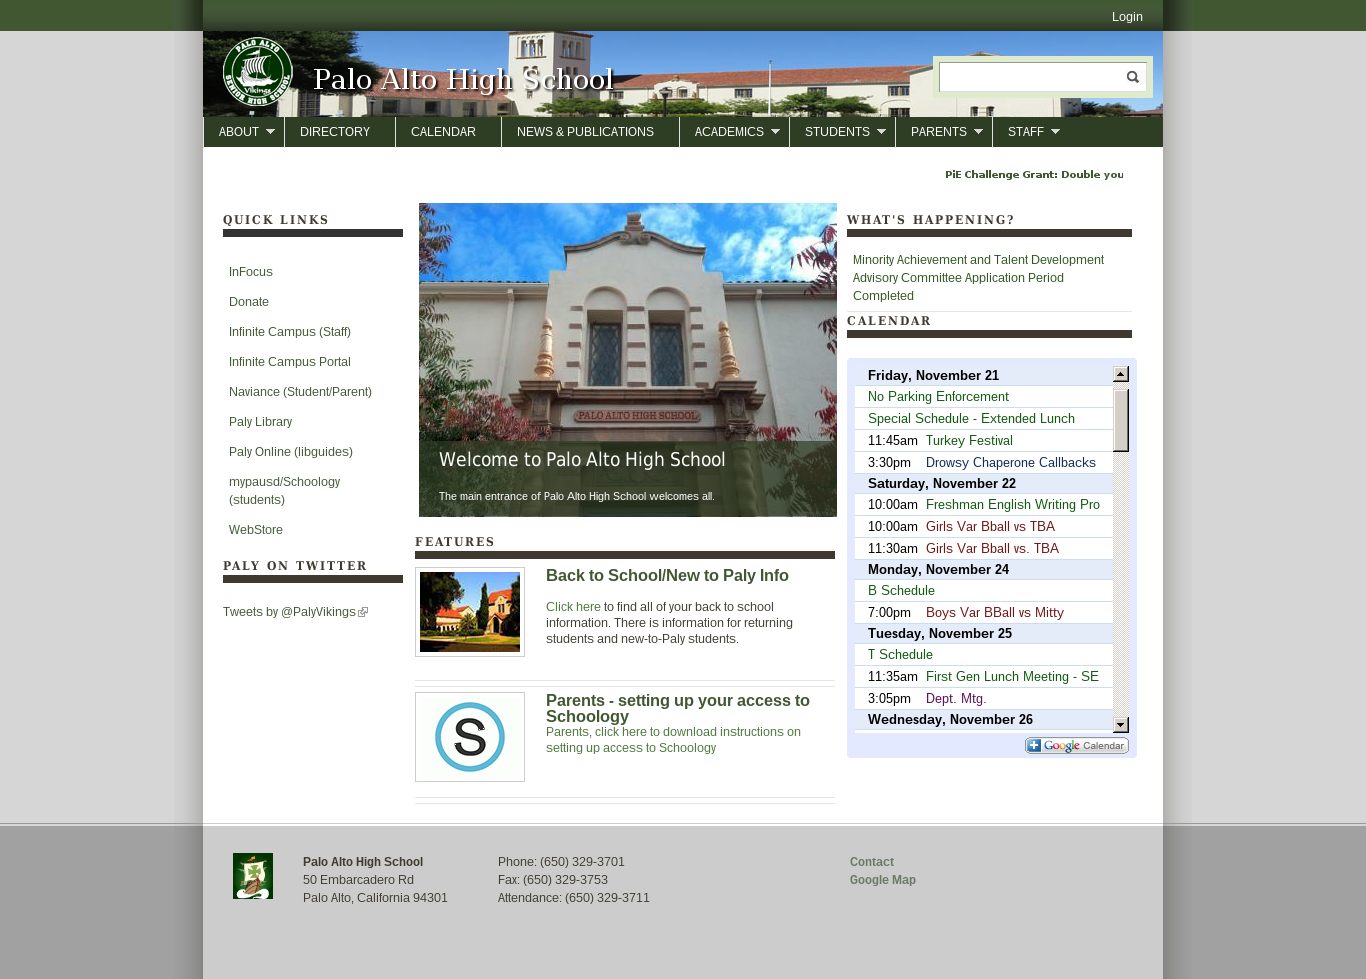 Login
PALO ALTO
Vikings
SENIOR HIGH SCHOOL
Palo Alto High School
ABOUT
DIRECTORY
CALENDAR
NEWS & PUBLICATIONS
ACADEMICS
STUDENTS
PARENTS
STAFF
PiE Challenge Grant: Double you
QUICK LINKS
InFocus
Donate
Infinite Campus (Staff)
Infinite Campus Portal
Naviance (Student/Parent)
Paly Library
Paly Online (libguides)
mypausd/Schoology
(students)
WebStore
PALY ON TWITTER
Tweets by @PalyVikings
PALO ALTO HIGH SCHOOL
Welcome to Palo Alto High School
The main entrance of Palo Alto High School welcomes all.
FEATURES
Back to School/New to Paly Info
Click here to find all of your back to school
information. There is information for returning
students and new-to-Paly students.
S
Parents - setting up your access to
Schoology
Parents, click here to download instructions on
setting up access to Schoology
WHAT'S HAPPENING?
Minority Achievement and Talent Development
Advisory Committee Application Period
Completed
CALENDAR
Friday, November 21
No Parking Enforcement
Special Schedule - Extended Lunch
11:45am Turkey Festival
3:30pm Drowsy Chaperone Callbacks
Saturday, November 22
10:00am Freshman English Writing Pro
10:00am Girls Var Bball vs TBA
11:30am Girls Var Bball vs. TBA
Monday, November 24
B Schedule
7:00pm Boys Var BBall vs Mitty
Tuesday, November 25
T Schedule
11:35am First Gen Lunch Meeting - SE
3:05pm Dept. Mtg.
Wednesday, November 26
Google Calendar
Palo Alto High School
50 Embarcadero Rd
Palo Alto, California 94301
Phone: (650) 329-3701
Fax: (650) 329-3753
Attendance: (650) 329-3711
Contact
Google Map